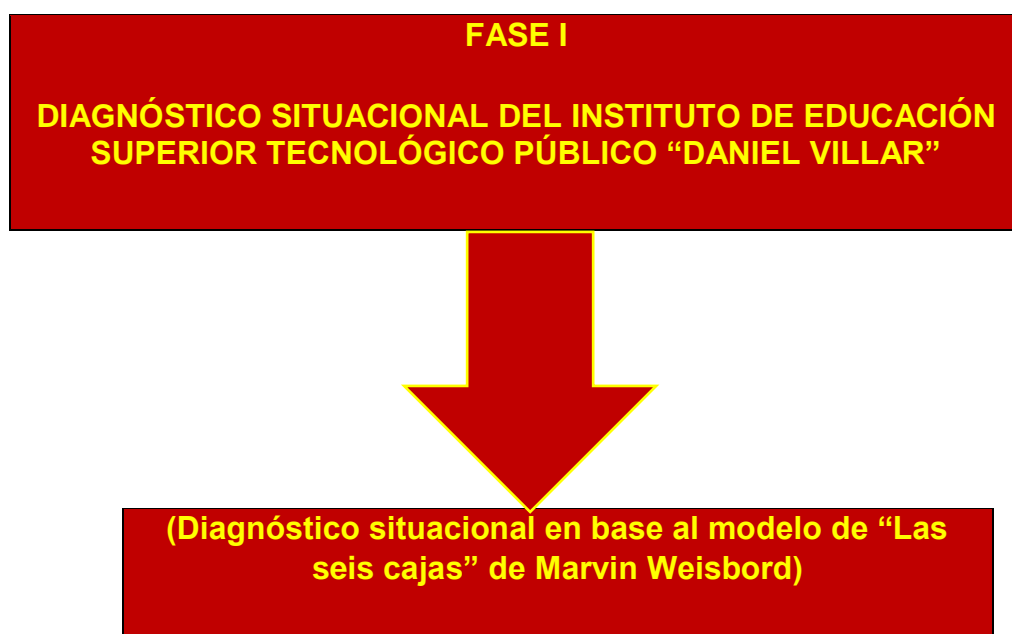 FASE I
DIAGNÓSTICO SITUACIONAL DEL INSTITUTO DE EDUCACIÓN
SUPERIOR TECNOLÓGICO PÚBLICO “DANIEL VILLAR”
(Diagnóstico situacional en base al modelo de “Las
seis cajas” de Marvin Weisbord)